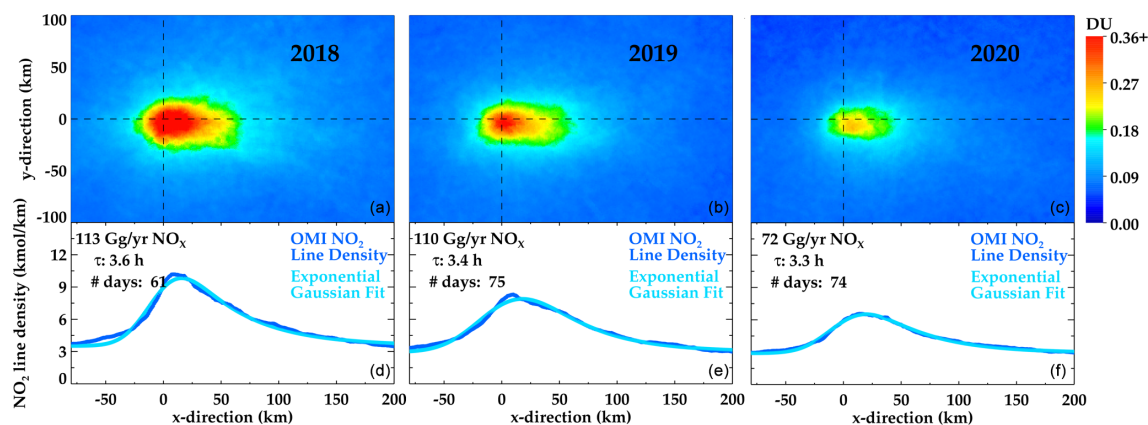 100
50
0
-50
-100
y-direction (km)
2018
(a)
2019
(b)
2020
(c)
DU
0.36+
0.27
0.18
0.09
0.00
12
9
6
3
0
NO2 line density (kmol/km)
113 Gg/yr NOX
τ: 3.6 h
# days: 61
OMI NO2
Line Density
Exponential
Gaussian Fit
(d)
110 Gg/yr NOX
τ: 3.4 h
# days: 75
OMI NO2
Line Density
Exponential
Gaussian Fit
(e)
72 Gg/yr NOX
τ: 3.3 h
# days: 74
OMI NO2
Line Density
Exponential
Gaussian Fit
(f)
-50 0 50 100 150 200
-50 0 50 100 150 200
-50 0 50 100 150 200
x-direction (km)
x-direction (km)
x-direction (km)